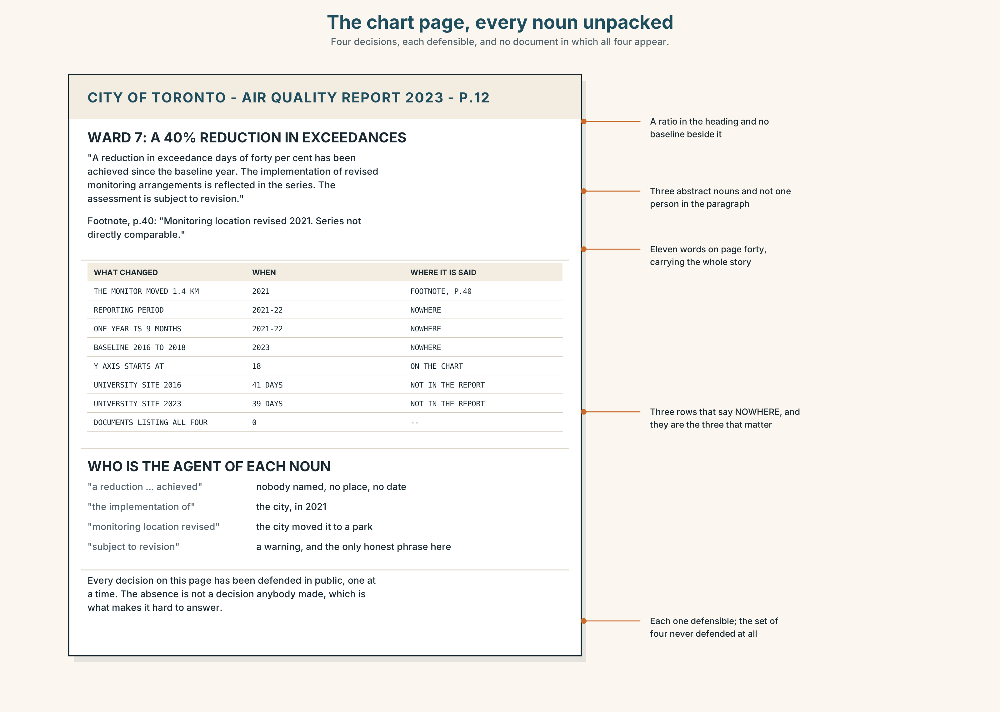 The chart page, every noun unpacked
Four decisions, each defensible, and no document in which all four appear.
CITY OF TORONTO - AIR QUALITY REPORT 2023 - P.12
WARD 7: A 40% REDUCTION IN EXCEEDANCES
"A reduction in exceedance days of forty per cent has been
achieved since the baseline year. The implementation of revised
monitoring arrangements is reflected in the series. The
assessment is subject to revision."
Footnote, p.40: "Monitoring location revised 2021. Series not
directly comparable."
WHAT CHANGED WHEN WHERE IT IS SAID
THE MONITOR MOVED 1.4 KM 2021 FOOTNOTE, P.40
REPORTING PERIOD 2021-22 NOWHERE
ONE YEAR IS 9 MONTHS 2021-22 NOWHERE
BASELINE 2016 TO 2018 2023 NOWHERE
Y AXIS STARTS AT 18 ON THE CHART
UNIVERSITY SITE 2016 41 DAYS NOT IN THE REPORT
UNIVERSITY SITE 2023 39 DAYS NOT IN THE REPORT
DOCUMENTS LISTING ALL FOUR 0 --
WHO IS THE AGENT OF EACH NOUN
"a reduction ... achieved" nobody named, no place, no date
"the implementation of" the city, in 2021
"monitoring location revised" the city moved it to a park
"subject to revision" a warning, and the only honest phrase here
Every decision on this page has been defended in public, one at
a time. The absence is not a decision anybody made, which is
what makes it hard to answer.
A ratio in the heading and no
baseline beside it
Three abstract nouns and not one
person in the paragraph
Eleven words on page forty,
carrying the whole story
Three rows that say NOWHERE, and
they are the three that matter
Each one defensible; the set of
four never defended at all